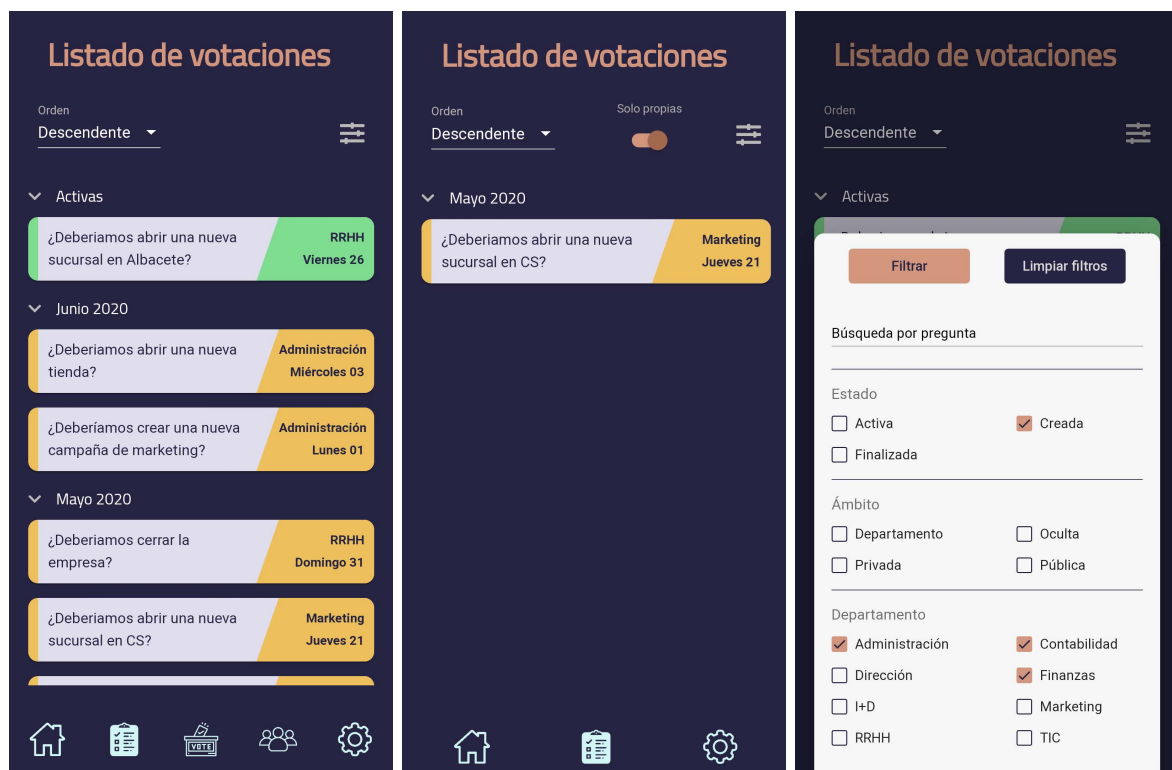 Listado de votaciones
Orden
Descendente
Activas
¿Deberiamos abrir una nueva
sucursal en Albacete?
RRHH
Viernes 26
Junio 2020
¿Deberiamos abrir una nueva
tienda?
Administración
Miércoles 03
¿Deberíamos crear una nueva
campaña de marketing?
Administración
Lunes 01
Mayo 2020
¿Deberiamos cerrar la
empresa?
RRHH
Domingo 31
¿Deberiamos abrir una nueva
sucursal en CS?
Marketing
Jueves 21
VOTE
Listado de votaciones
Orden
Descendente
Solo propias
Mayo 2020
¿Deberiamos abrir una nueva
sucursal en CS?
Marketing
Jueves 21
Listado de votaciones
Orden
Descendente
Activas
Filtrar
Limpiar filtros
Búsqueda por pregunta
Estado
Activa
Creada
Finalizada
Ámbito
Departamento
Oculta
Privada
Pública
Departamento
Administración
Contabilidad
Dirección
Finanzas
I+D
Marketing
RRHH
TIC